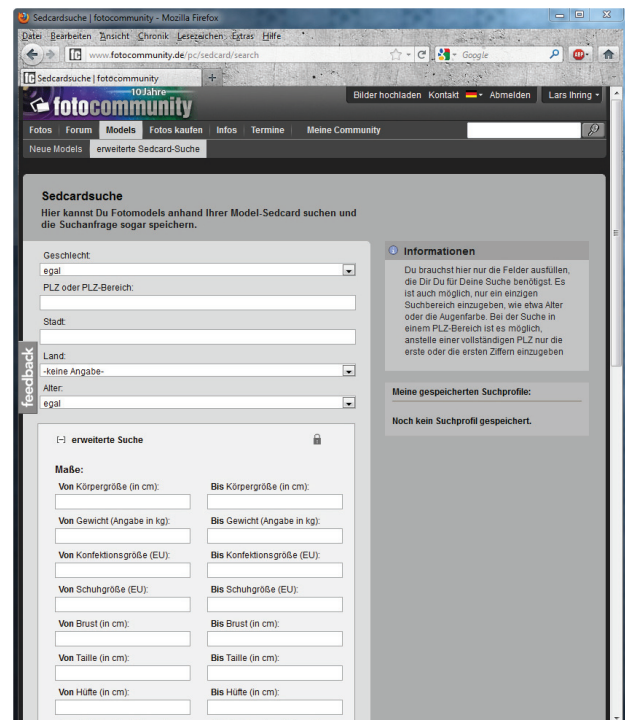 Sedcardsuche | fotocommunity - Mozilla Firefox
Datei Bearbeiten Ansicht Chronik Lesezeichen Extras Hilfe
www.fotocommunity.de/pc/sedcard/search
Google
Sedcardsuche | fotocommunity
10 Jahre
fotocommunity
Bilder hochladen Kontakt Abmelden Lars Ihring
Fotos Forum Models Fotos kaufen Infos Termine Meine Community
Neue Models erweiterte Sedcard-Suche
Sedcardsuche
Hier kannst Du Fotomodels anhand Ihrer Model-Sedcard suchen und
die Suchanfrage sogar speichern.
Geschlecht:
egal
PLZ oder PLZ-Bereich:
Stadt:
Land:
-keine Angabe-
Alter:
egal
feedback
[-] erweiterte Suche
Maße:
Von Körpergröße (in cm): Bis Körpergröße (in cm):
Von Gewicht (Angabe in kg): Bis Gewicht (Angabe in kg):
Von Konfektionsgröße (EU): Bis Konfektionsgröße (EU):
Von Schuhgröße (EU): Bis Schuhgröße (EU):
Von Brust (in cm): Bis Brust (in cm):
Von Taille (in cm): Bis Taille (in cm):
Von Hüfte (in cm): Bis Hüfte (in cm):
Informationen
Du brauchst hier nur die Felder ausfüllen,
die Dir Du für Deine Suche benötigst. Es
ist auch möglich, nur ein einzigen
Suchbereich einzugeben, wie etwa Alter
oder die Augenfarbe. Bei der Suche in
einem PLZ-Bereich ist es möglich,
anstelle einer vollständigen PLZ nur die
erste oder die ersten Ziffern einzugeben
Meine gespeicherten Suchprofile:
Noch kein Suchprofil gespeichert.